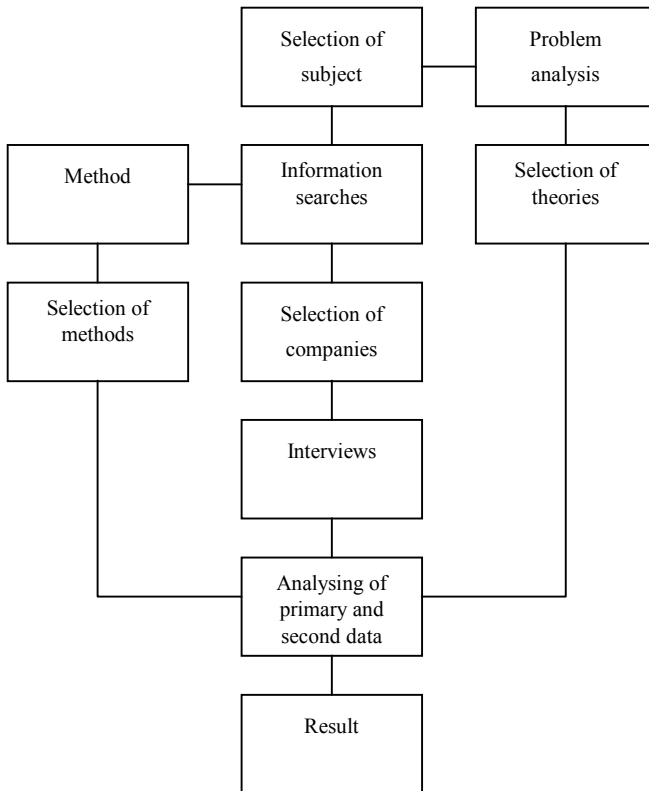 Selection of
subject
Problem
analysis
Method
Information
searches
Selection of
theories
Selection of
methods
Selection of
companies
Interviews
Analysing of
primary and
second data
Result